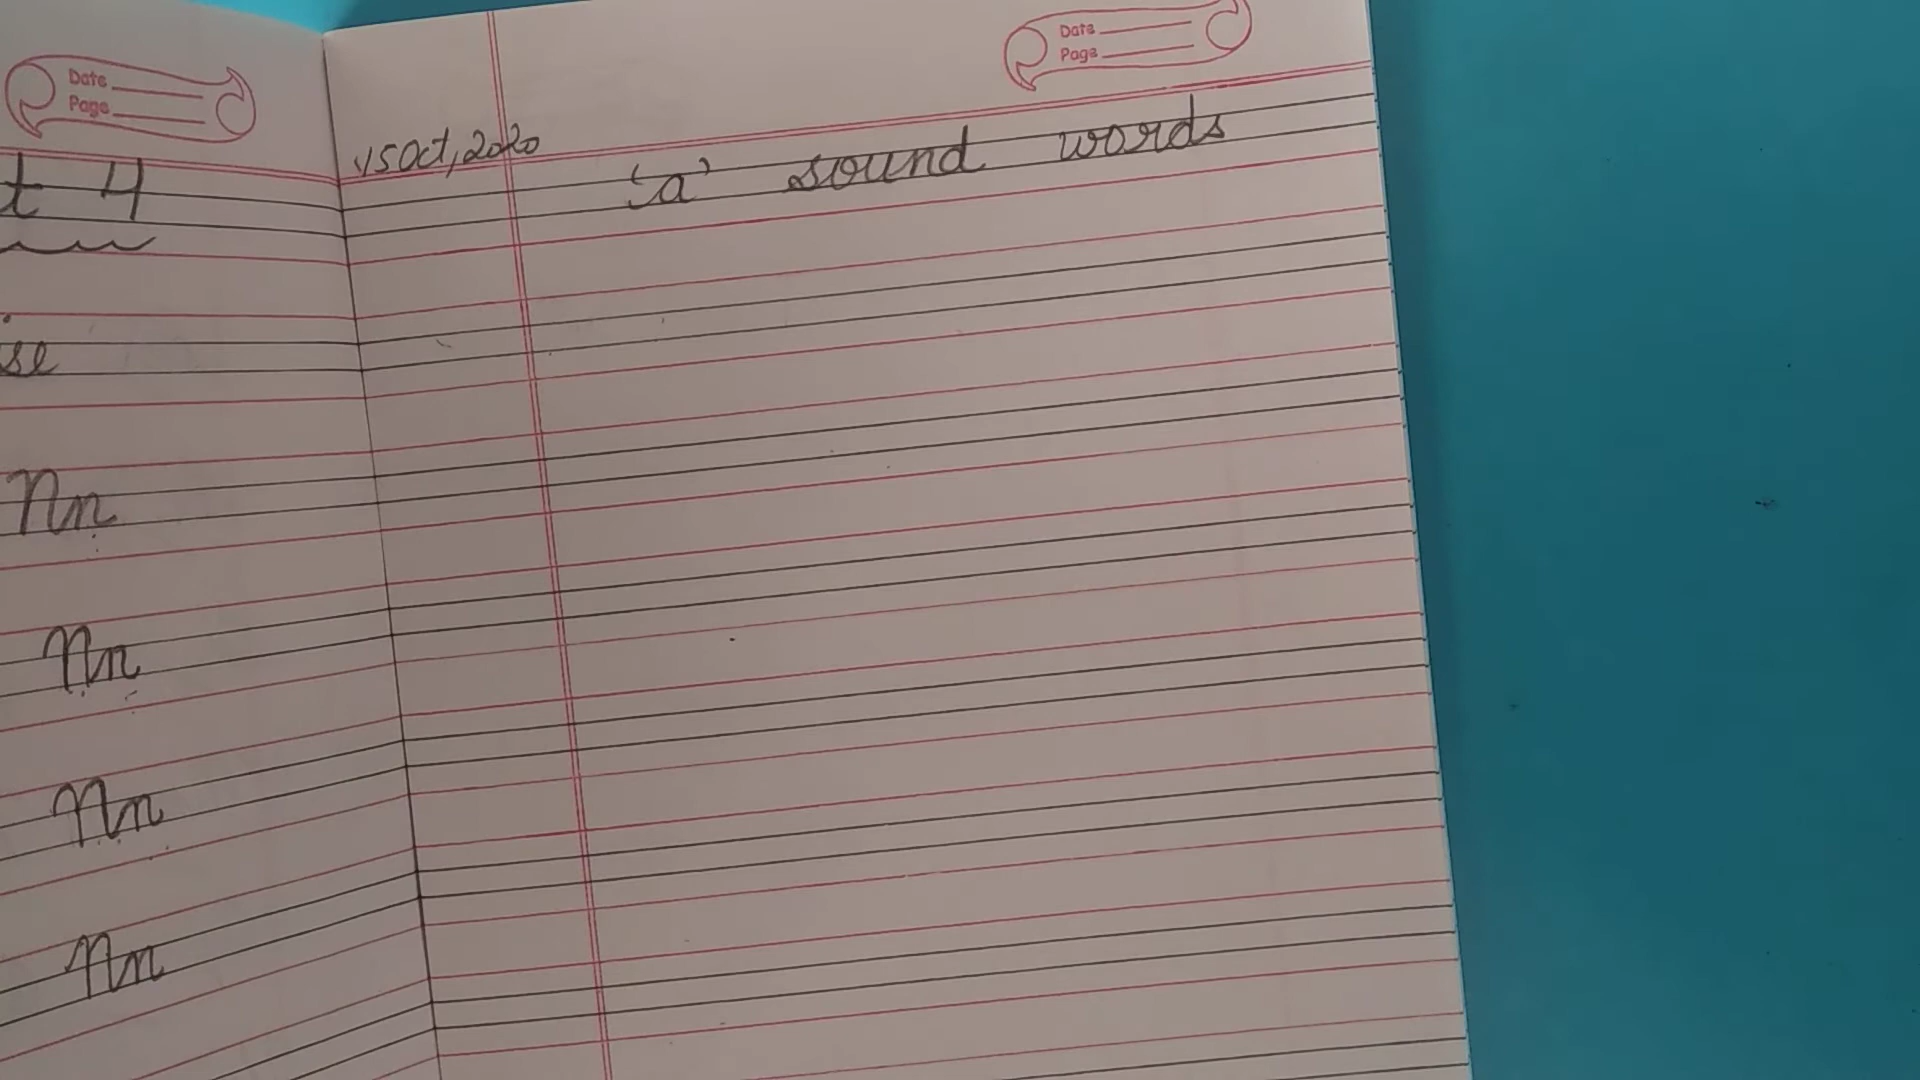 Date
Page
t 4
se
Nn
Nn
Nn
Nn
Date
Page
15 Oct, 2020
'a' sound words